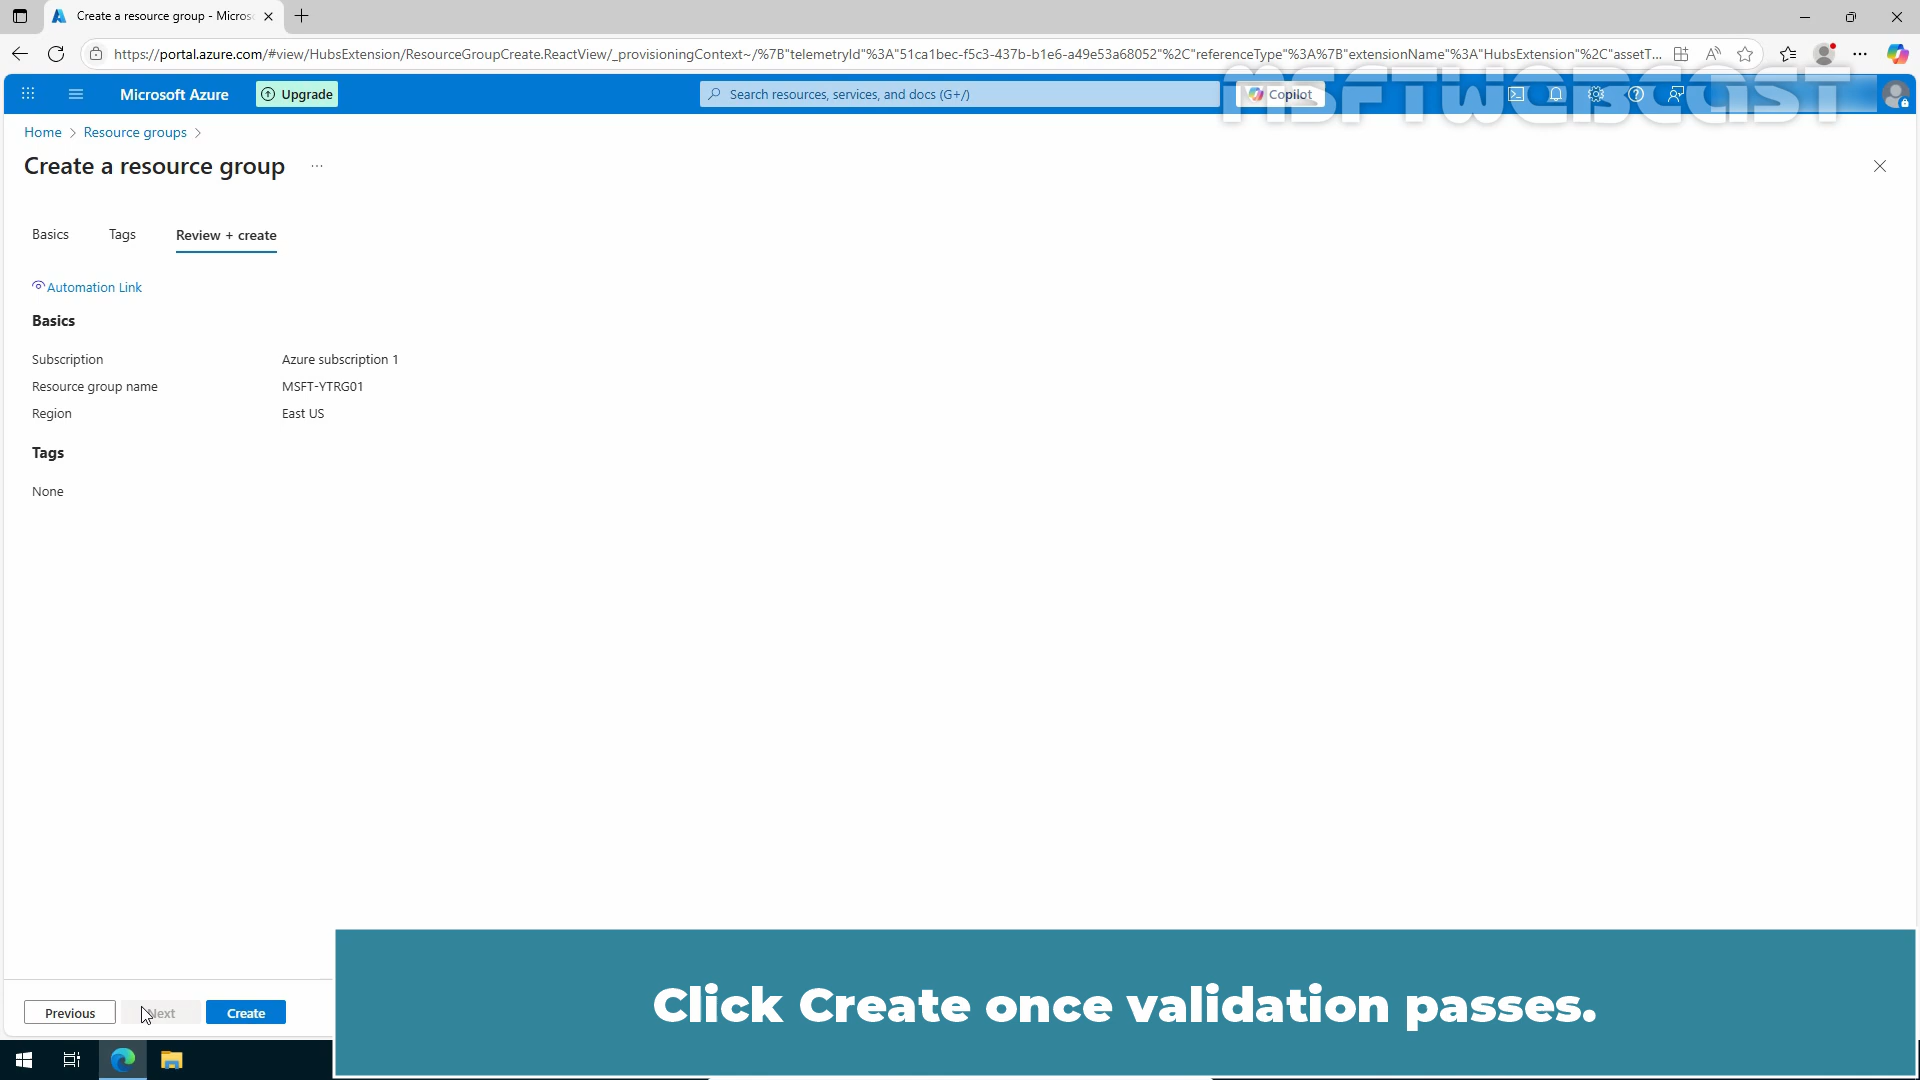 Create a resource group - Micros
https://portal.azure.com/#view/HubsExtension/ResourceGroupCreate.ReactView/_provisioningContext~/%7B"telemetryId"%3A"51ca1bec-f5c3-437b-b1e6-a49e53a68052"%2C"referenceType"%3A%7B"extensionName"%3A"HubsExtension"%2C"assetT...
Microsoft Azure
Upgrade
Search resources, services, and docs (G+/)
Copilot
MSFTWEBCAST
Home > Resource groups >
Create a resource group ...
Basics
Tags
Review + create
Automation Link
Basics
Subscription Azure subscription 1
Resource group name MSFT-YTRG01
Region East US
Tags
None
Previous
Next
Create
Click Create once validation passes.